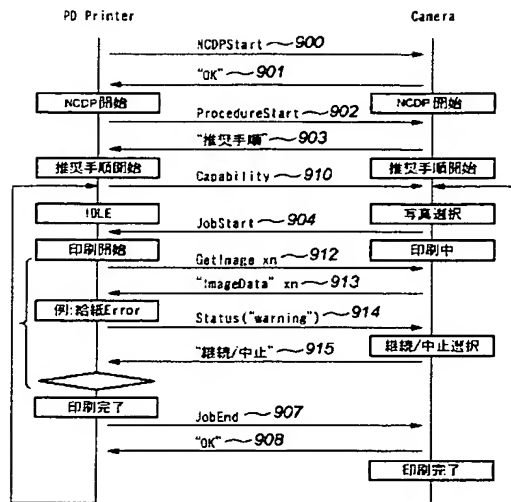 PD Printer Camera
NCDPStart 900
"OK" 901
NCDP開始 NCDP開始
ProcedureStart 902
"推奨手順" 903
推奨手順開始 推奨手順開始
Capability 910
IDLE 写真選択
JobStart 904
印刷開始 印刷中
GetImage xn 912
"ImageData" xn 913
例:給紙Error
Status("warning") 914
継続/中止選択
"継続/中止" 915
印刷完了
JobEnd 907
"OK" 908
印刷完了